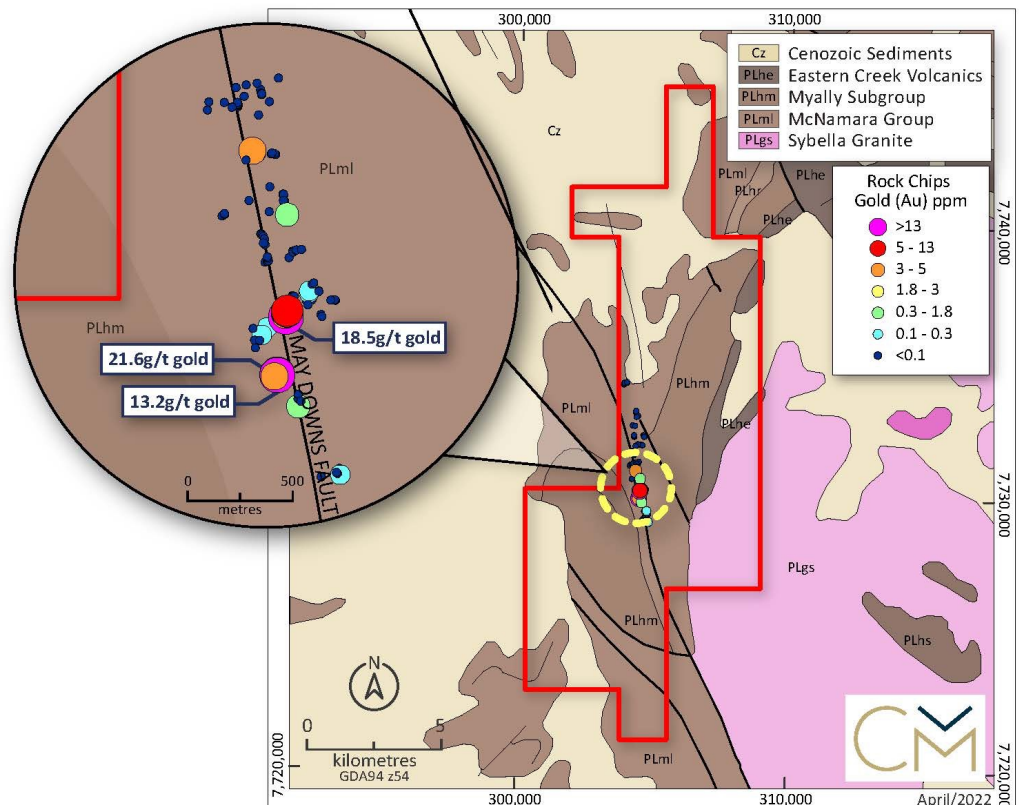 300,000
310,000
Cz Cenozoic Sediments
PLhe Eastern Creek Volcanics
PLhm Myally Subgroup
PLml McNamara Group
PLgs Sybella Granite
Rock Chips
Gold (Au) ppm
>13
5 - 13
3 - 5
1.8 - 3
0.3 - 1.8
0.1 - 0.3
<0.1
Cz
PLml
PLhr
PLhe
PLhe
7,740,000
PLml
PLhm
18.5g/t gold
21.6g/t gold
13.2g/t gold
MAY DOWNS FAULT
0 500
metres
PLml
PLhm
PLhe
7,730,000
PLgs
PLhm
PLhs
N
0 5
kilometres
GDA94 z54
PLml
CM
7,720,000
7,720,000
300,000
310,000
April/2022